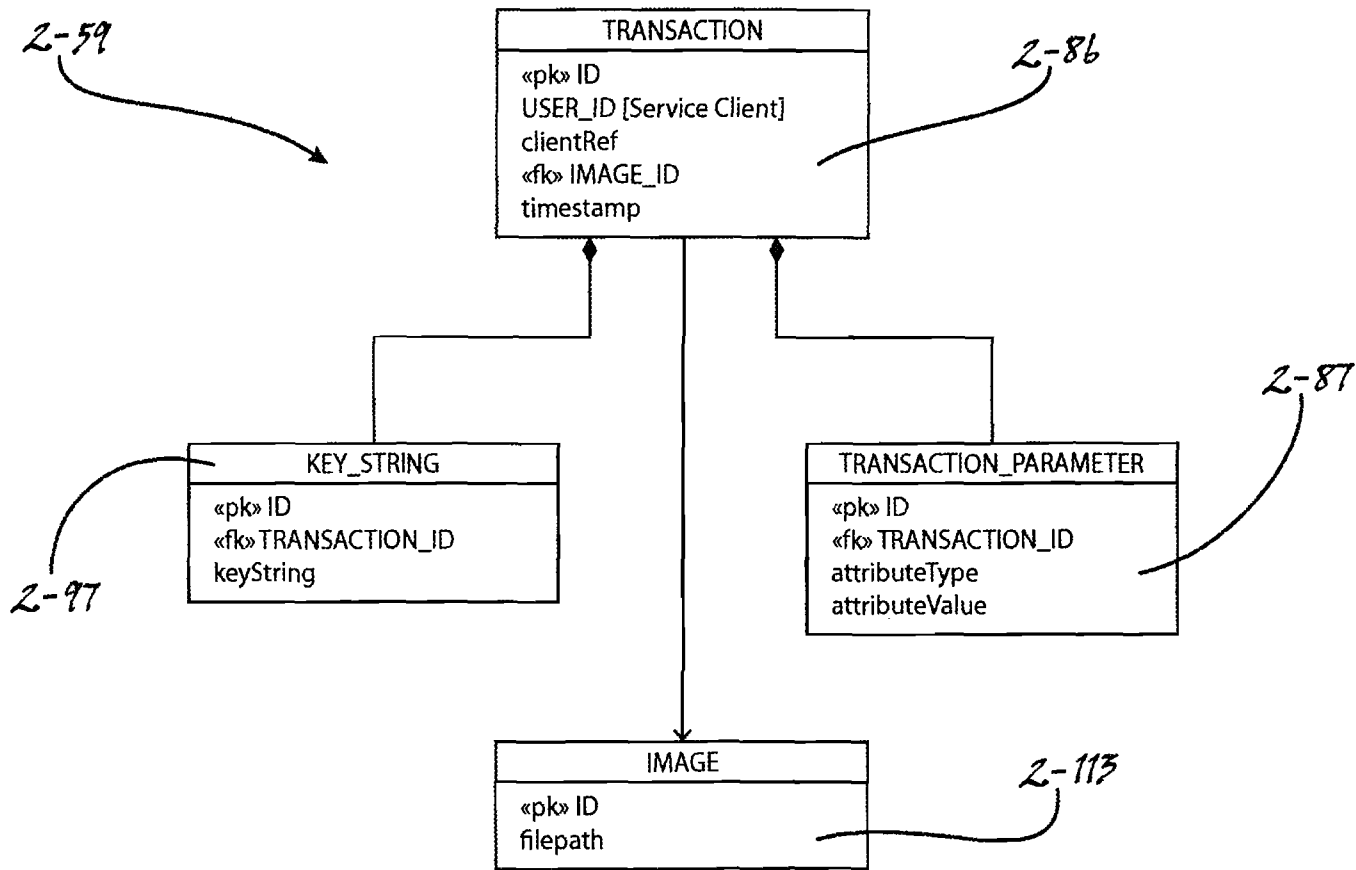 2-59
TRANSACTION
2-86
«pk» ID
USER_ID [Service Client]
clientRef
«fk» IMAGE_ID
timestamp
2-87
KEY_STRING
«pk» ID
«fk» TRANSACTION_ID
keyString
2-97
TRANSACTION_PARAMETER
«pk» ID
«fk» TRANSACTION_ID
attributeType
attributeValue
IMAGE
2-113
«pk» ID
filepath